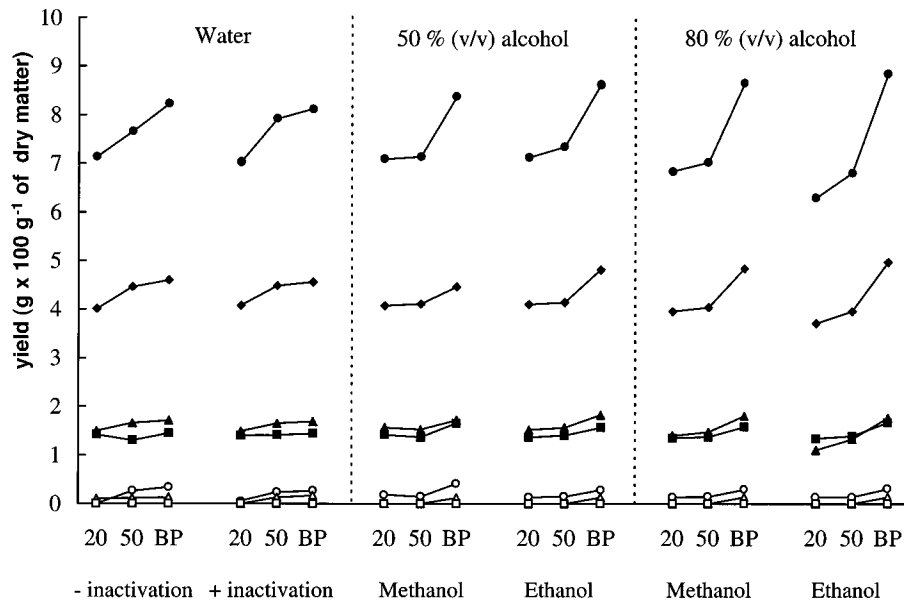 yield (g x 100 g⁻¹ of dry matter)
10
9
8
7
6
5
4
3
2
1
0
Water
50 % (v/v) alcohol
80 % (v/v) alcohol
20 50 BP 20 50 BP 20 50 BP 20 50 BP 20 50 BP 20 50 BP
- inactivation + inactivation Methanol Ethanol Methanol Ethanol